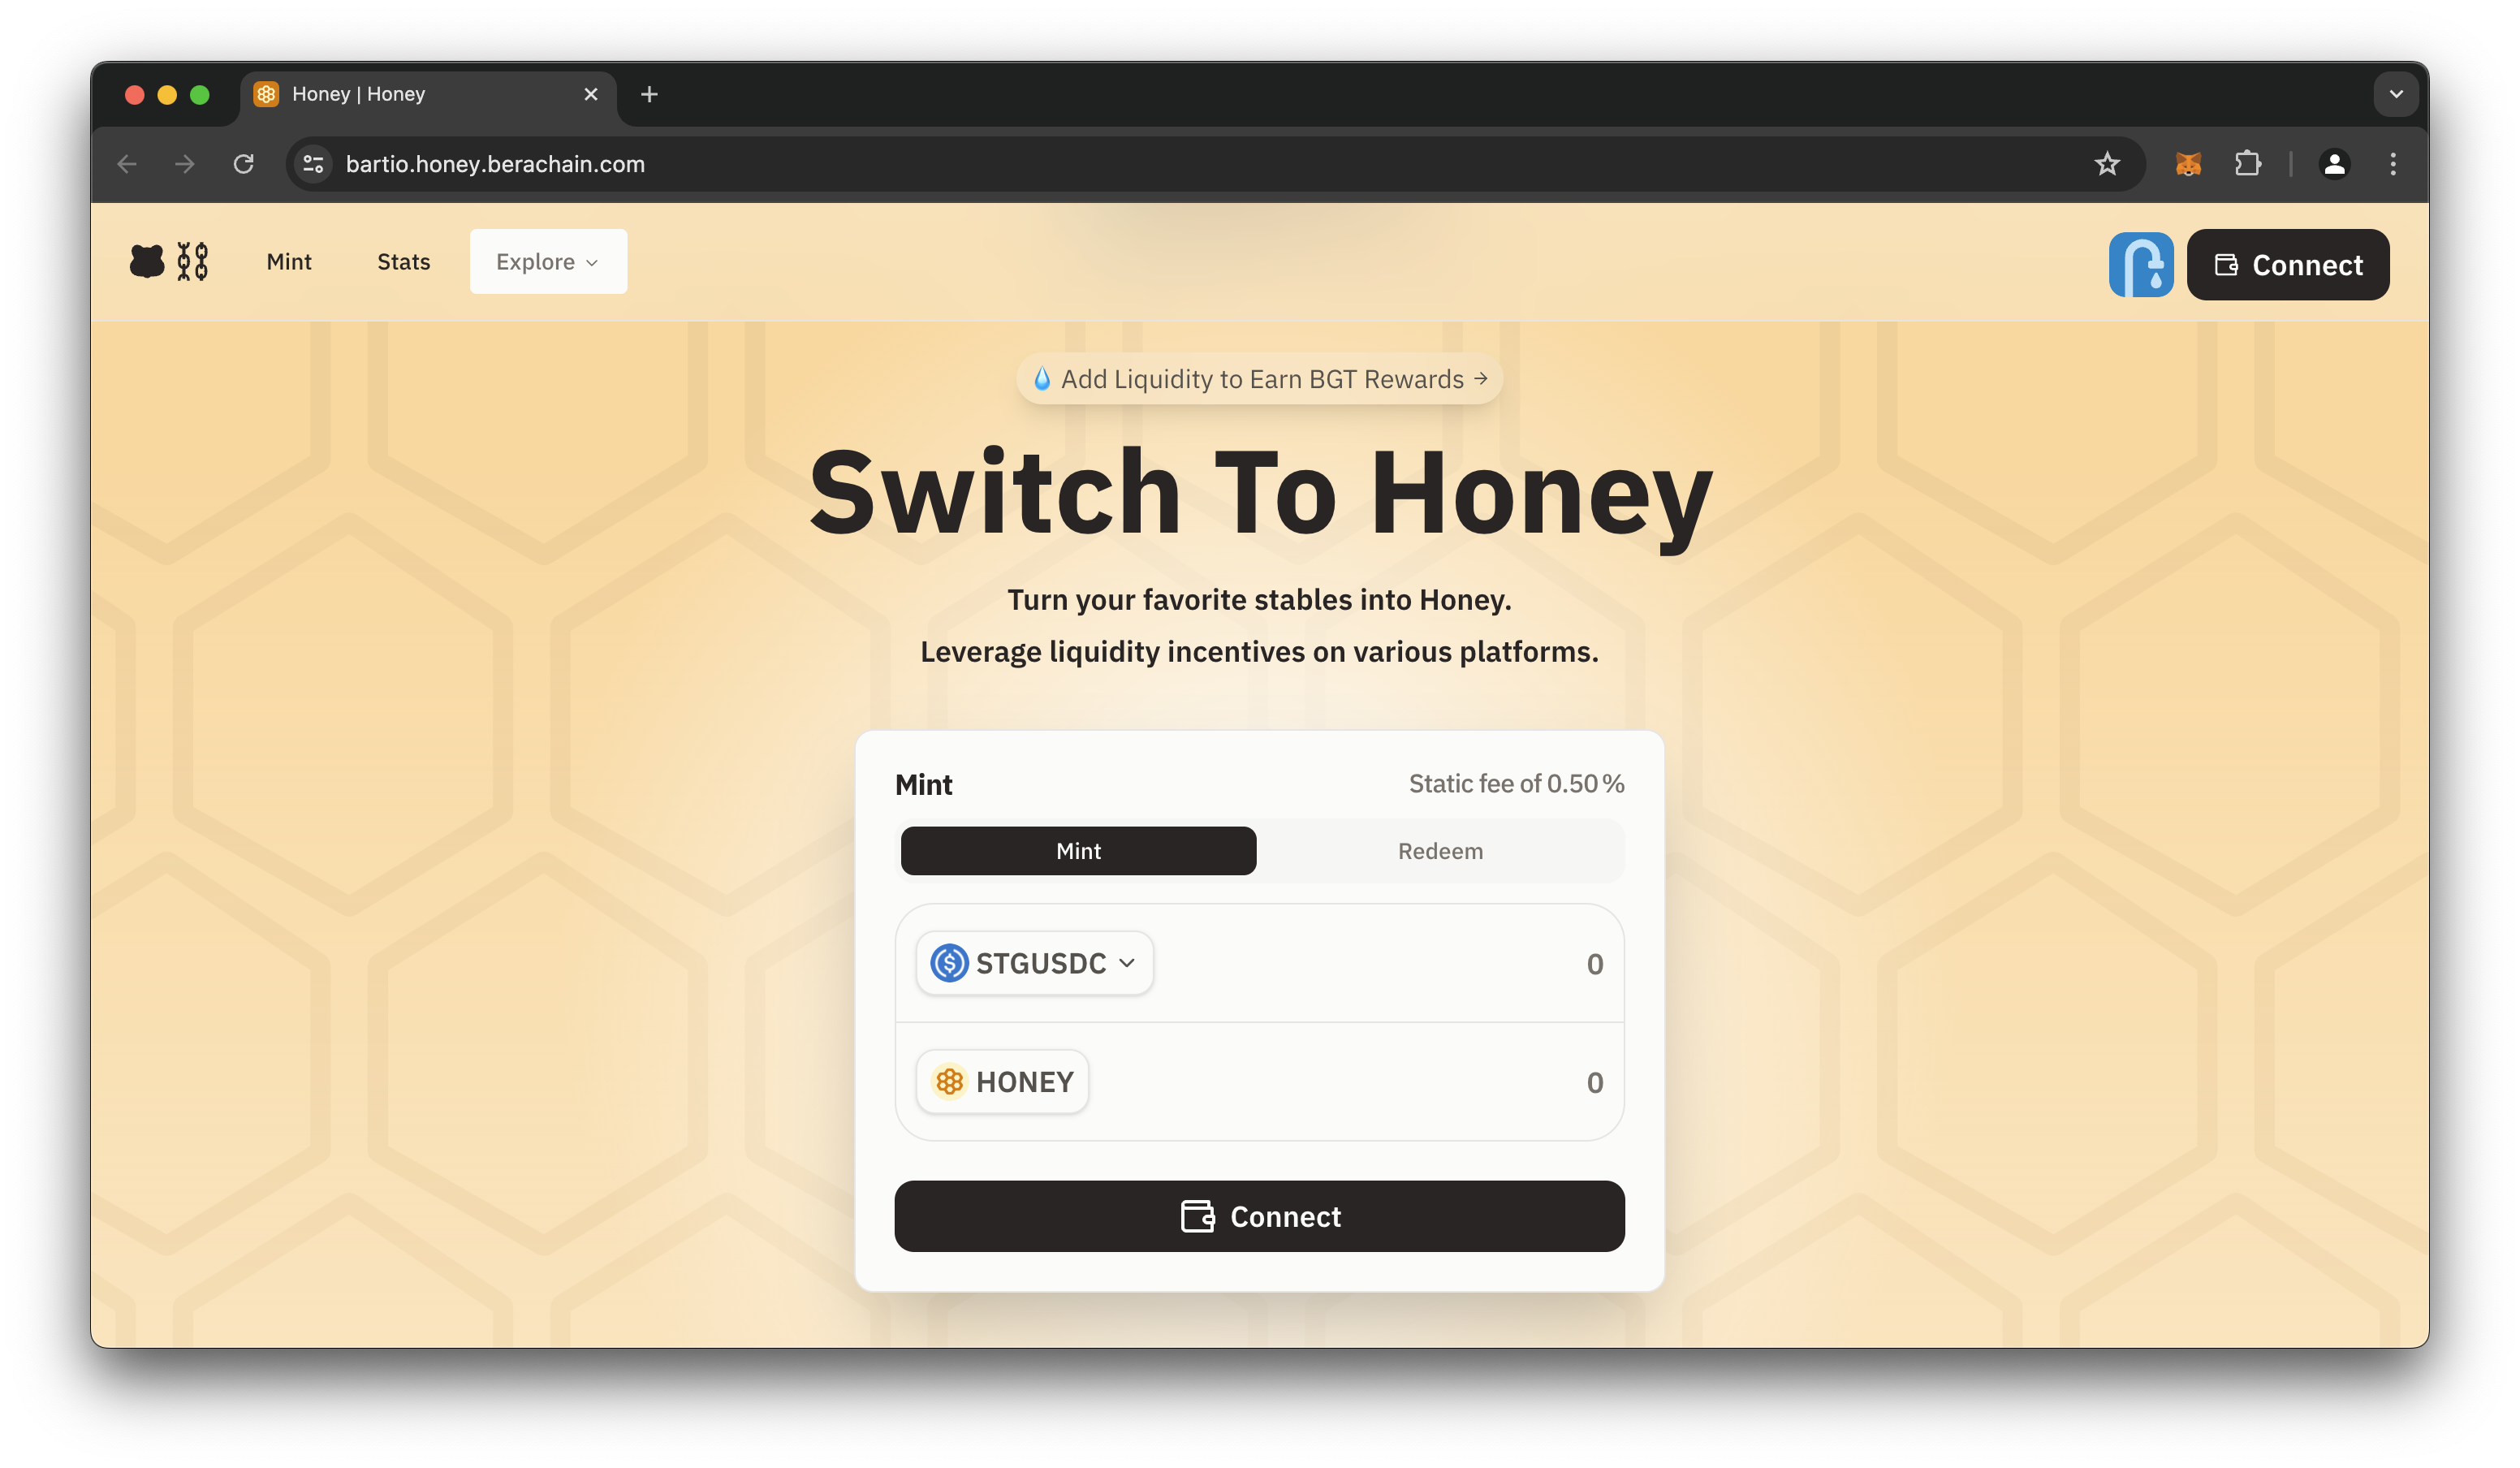 Honey | Honey
bartio.honey.berachain.com
Mint
Stats
Explore
Connect
Add Liquidity to Earn BGT Rewards →
Switch To Honey
Turn your favorite stables into Honey.
Leverage liquidity incentives on various platforms.
Mint
Static fee of 0.50%
Mint
Redeem
STGUSDC
0
HONEY
0
Connect